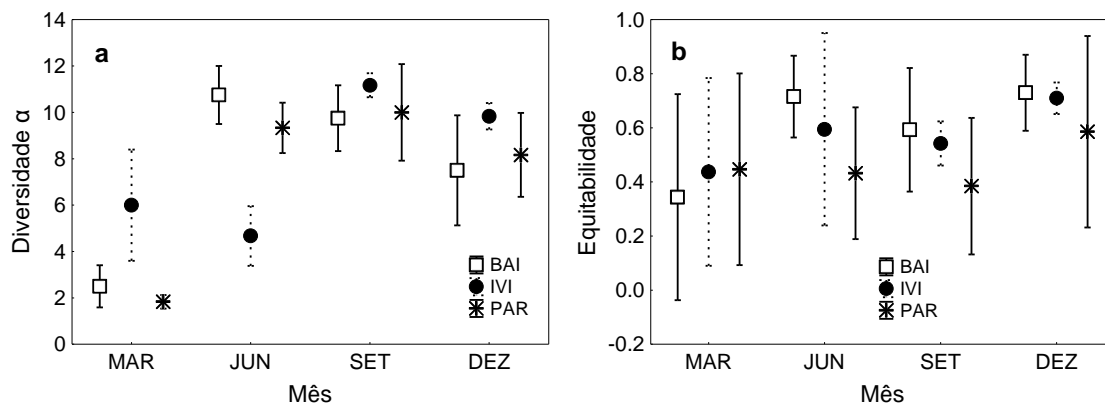 a
14
12
10
8
6
4
2
0
Diversidade α
MAR JUN SET DEZ
Mês
BAI
IVI
PAR
b
1.0
0.8
0.6
0.4
0.2
0.0
-0.2
Equitabilidade
MAR JUN SET DEZ
Mês
BAI
IVI
PAR